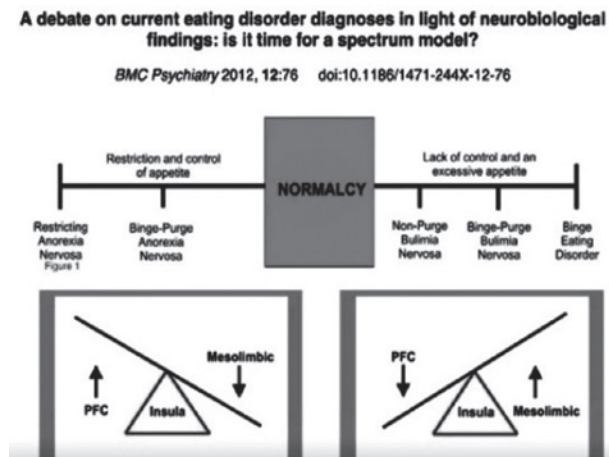 A debate on current eating disorder diagnoses in light of neurobiological
findings: is it time for a spectrum model?
BMC Psychiatry 2012, 12:76 doi:10.1186/1471-244X-12-76
Restriction and control
of appetite
NORMALCY
Lack of control and an
excessive appetite
Restricting
Anorexia
Nervosa
Figure 1
Binge-Purge
Anorexia
Nervosa
Non-Purge
Bulimia
Nervosa
Binge-Purge
Bulimia
Nervosa
Binge
Eating
Disorder
PFC
Insula
Mesolimbic
PFC
Insula
Mesolimbic